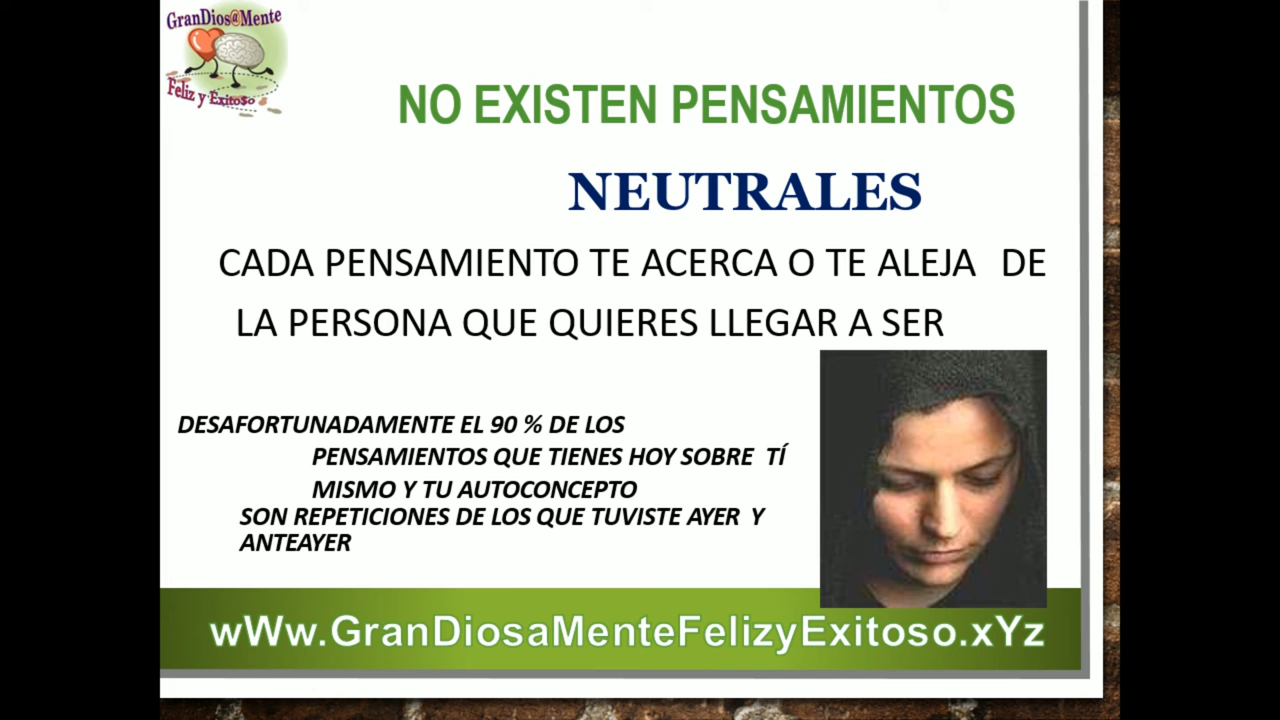 GranDios@Mente
Feliz y Exito$o
NO EXISTEN PENSAMIENTOS
NEUTRALES
CADA PENSAMIENTO TE ACERCA O TE ALEJA DE
LA PERSONA QUE QUIERES LLEGAR A SER
DESAFORTUNADAMENTE EL 90 % DE LOS
PENSAMIENTOS QUE TIENES HOY SOBRE TÍ
MISMO Y TU AUTOCONCEPTO
SON REPETICIONES DE LOS QUE TUVISTE AYER Y
ANTEAYER
wWw.GranDiosaMenteFelizyExitoso.xYz